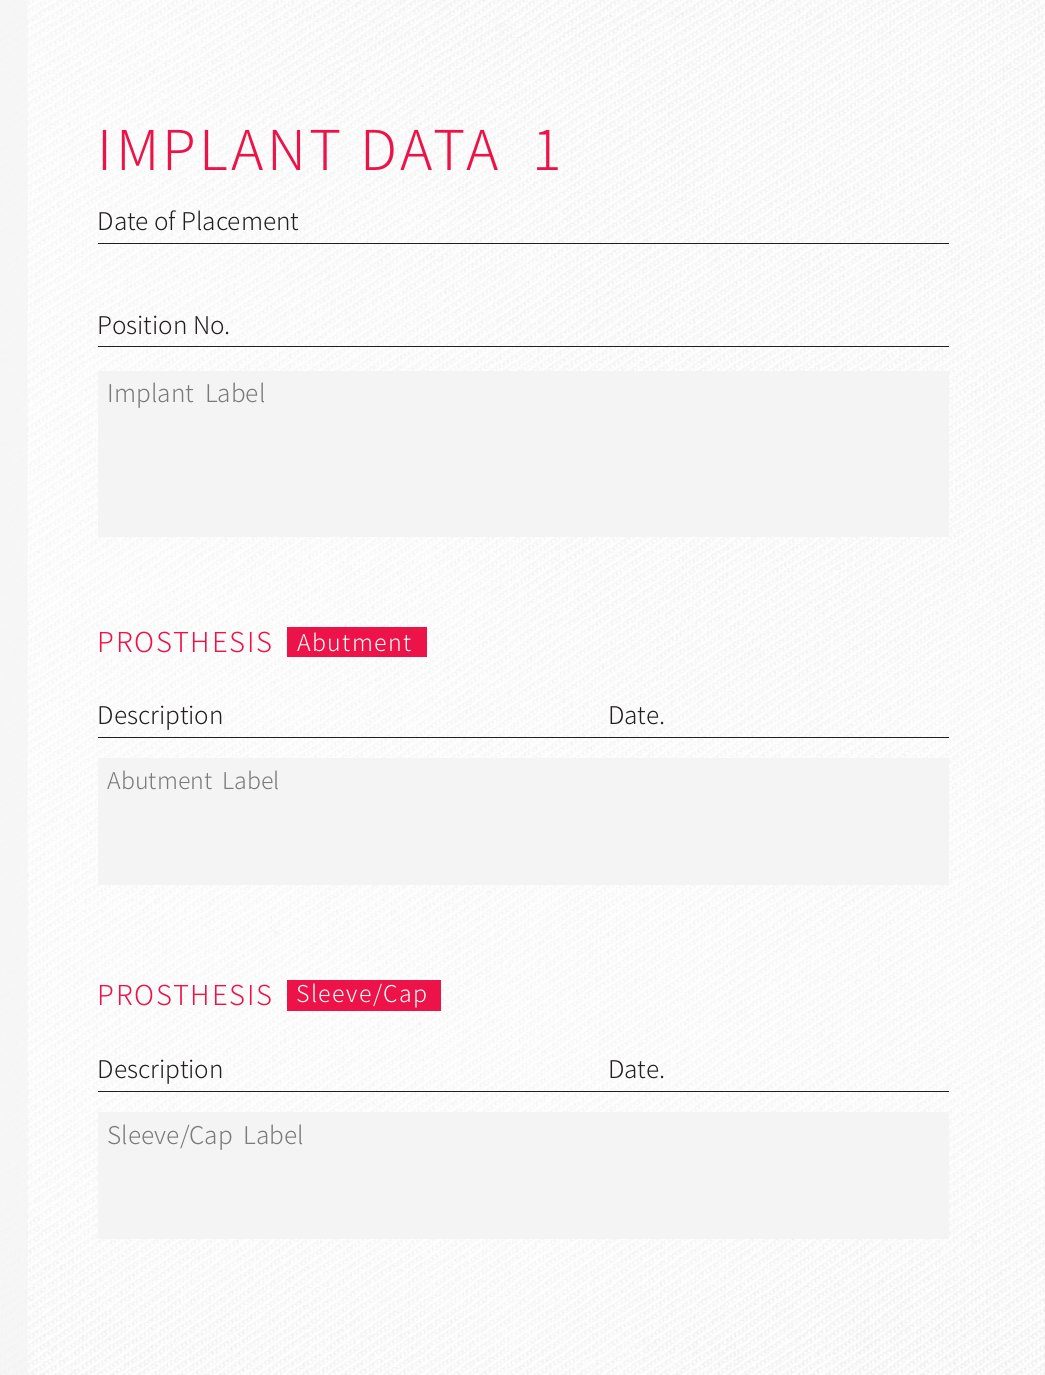 IMPLANT DATA 1
Date of Placement
Position No.
Implant Label
PROSTHESIS Abutment
Description Date.
Abutment Label
PROSTHESIS Sleeve/Cap
Description Date.
Sleeve/Cap Label